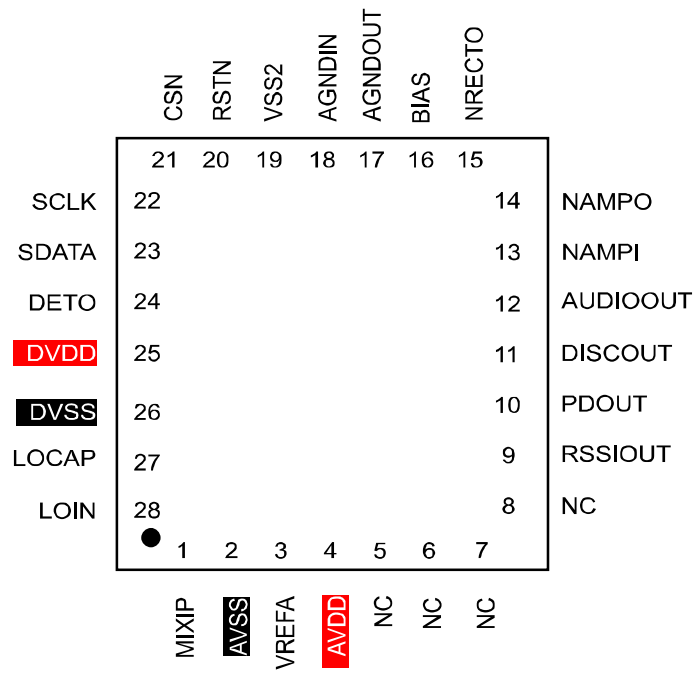 CSN RSTN VSS2 AGNDIN AGNDOUT BIAS NRECTO
21 20 19 18 17 16 15
SCLK 22 14 NAMPO
SDATA 23 13 NAMPI
DETO 24 12 AUDIOOUT
DVDD 25 11 DISCOUT
DVSS 26 10 PDOUT
LOCAP 27 9 RSSIOUT
LOIN 28 8 NC
1 2 3 4 5 6 7
MIXIP AVSS VREFA AVDD NC NC NC